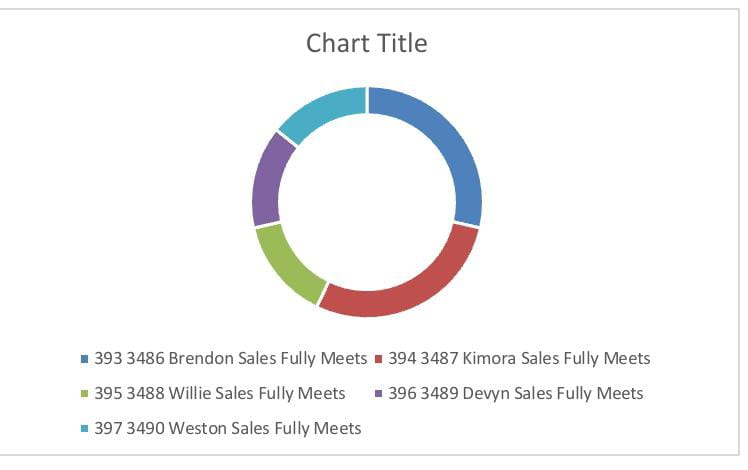 Chart Title
393 3486 Brendon Sales Fully Meets
394 3487 Kimora Sales Fully Meets
395 3488 Willie Sales Fully Meets
396 3489 Devyn Sales Fully Meets
397 3490 Weston Sales Fully Meets